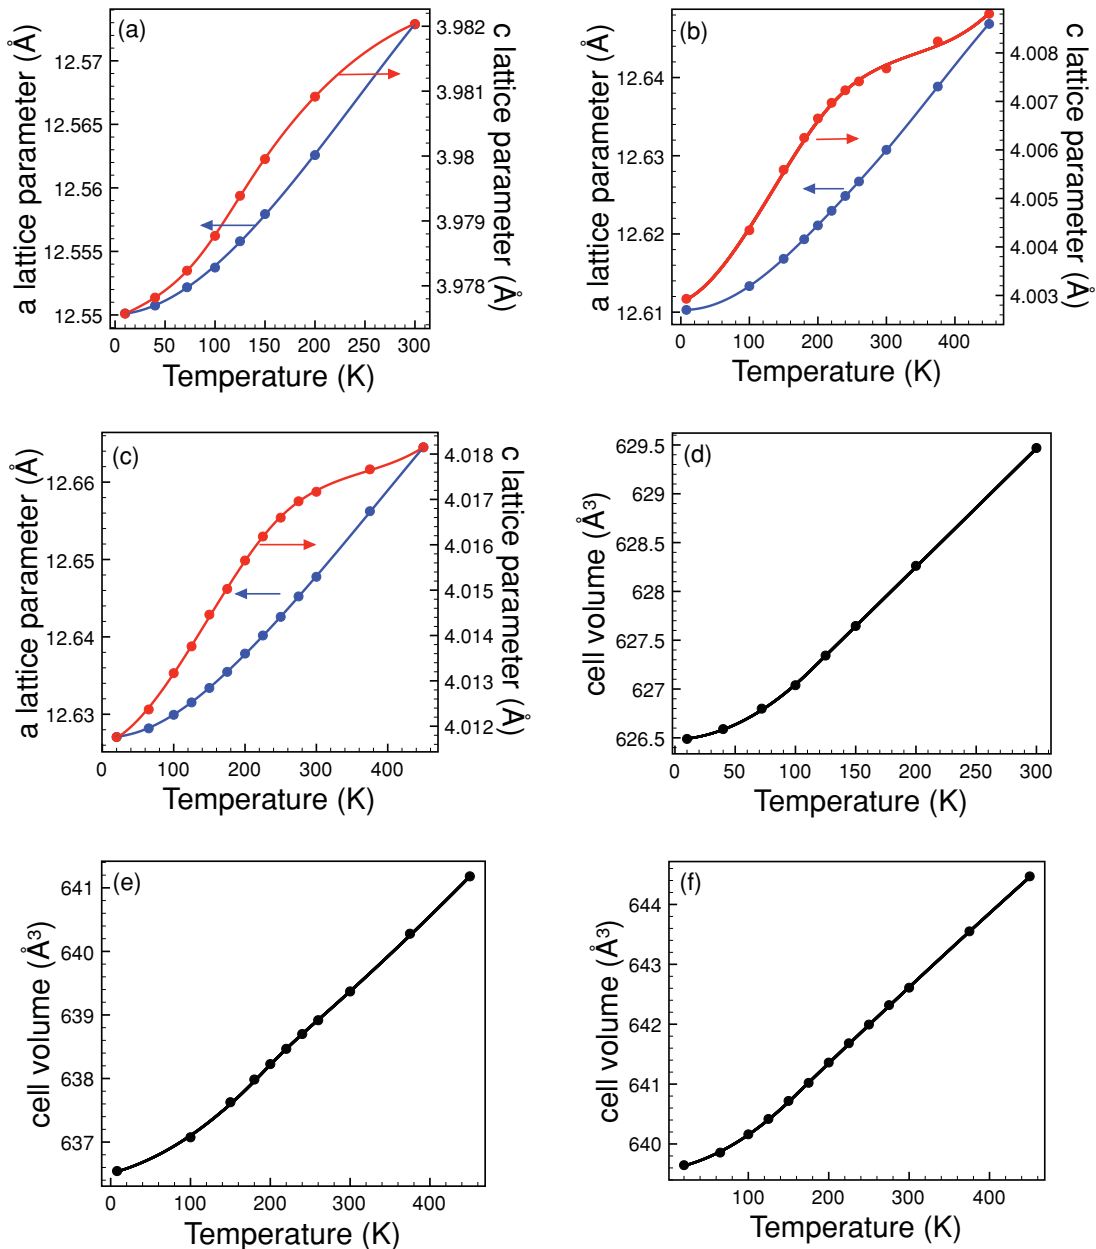 (a)
a lattice parameter (Å)
12.57
12.565
12.56
12.555
12.55
3.982
3.981
3.98
3.979
3.978
c lattice parameter (Å)
0 50 100 150 200 250 300
Temperature (K)
(b)
a lattice parameter (Å)
12.64
12.63
12.62
12.61
4.008
4.007
4.006
4.005
4.004
4.003
c lattice parameter (Å)
100 200 300 400
Temperature (K)
(c)
a lattice parameter (Å)
12.66
12.65
12.64
12.63
4.018
4.017
4.016
4.015
4.014
4.013
4.012
c lattice parameter (Å)
0 100 200 300 400
Temperature (K)
(d)
cell volume (Å³)
629.5
629
628.5
628
627.5
627
626.5
0 50 100 150 200 250 300
Temperature (K)
(e)
cell volume (Å³)
641
640
639
638
637
0 100 200 300 400
Temperature (K)
(f)
cell volume (Å³)
644
643
642
641
640
100 200 300 400
Temperature (K)